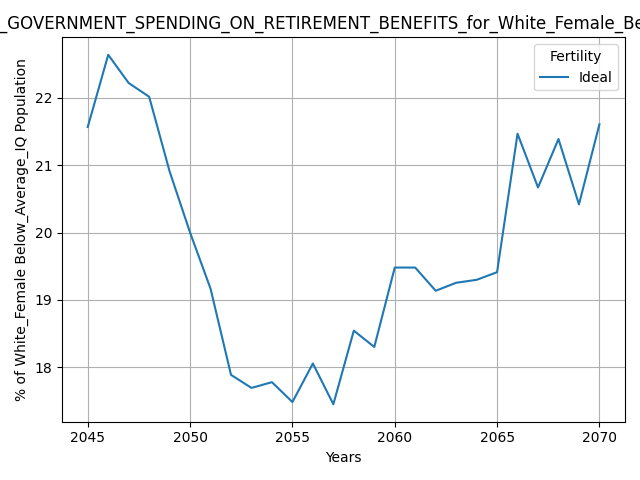 _GOVERNMENT_SPENDING_ON_RETIREMENT_BENEFITS_for_White_Female_Be
Fertility
Ideal
% of White_Female Below_Average_IQ Population
22
21
20
19
18
2045 2050 2055 2060 2065 2070
Years